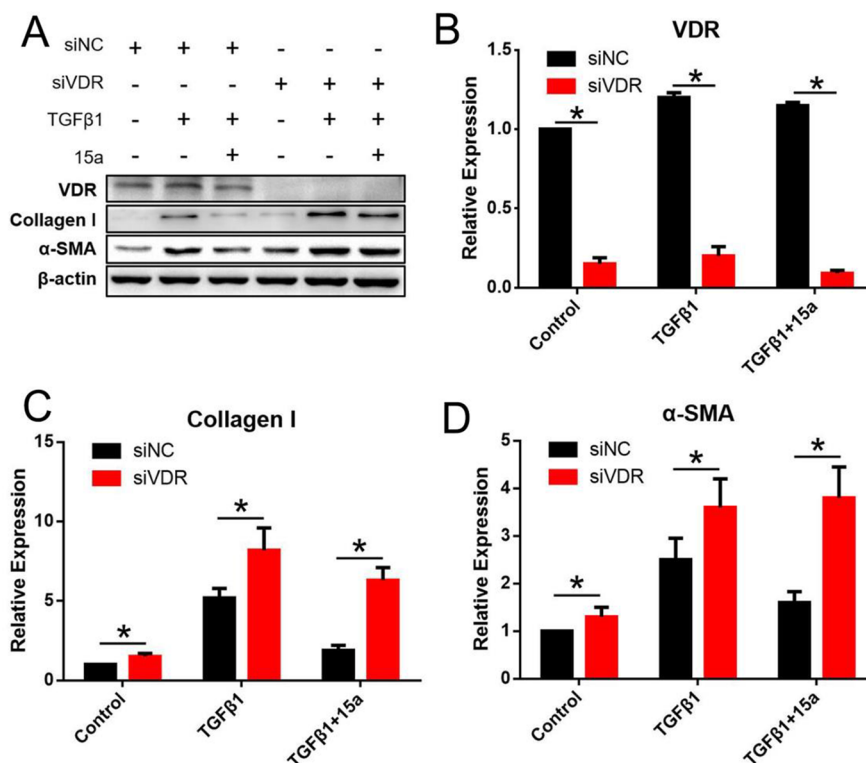 A
siNC + + + - - -
siVDR - - - + + +
TGFβ1 - + + - + +
15a - - + - - +
VDR
Collagen I
α-SMA
β-actin
B
VDR
siNC
siVDR
Relative Expression
1.5
1.0
0.5
0.0
* * *
Control
TGFβ1
TGFβ1+15a
C
Collagen I
siNC
siVDR
Relative Expression
15
10
5
0
* * *
Control
TGFβ1
TGFβ1+15a
D
α-SMA
siNC
siVDR
Relative Expression
5
4
3
2
1
0
* * *
Control
TGFβ1
TGFβ1+15a